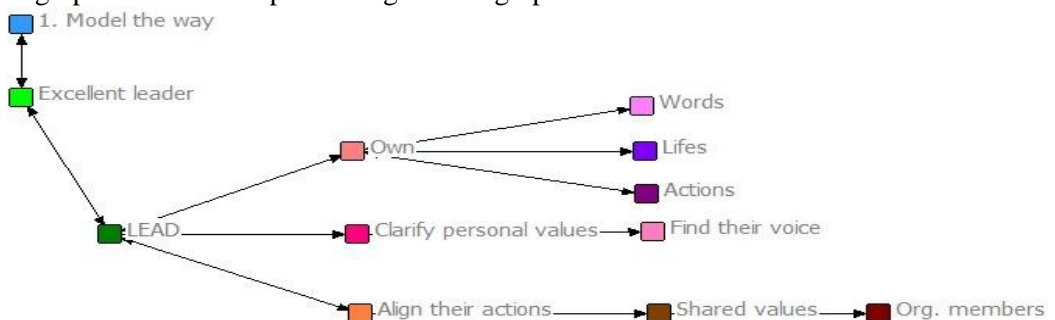 1. Model the way
Excellent leader
Words
Own
Lifes
Actions
LEAD
Clarify personal values
Find their voice
Align their actions
Shared values
Org. members